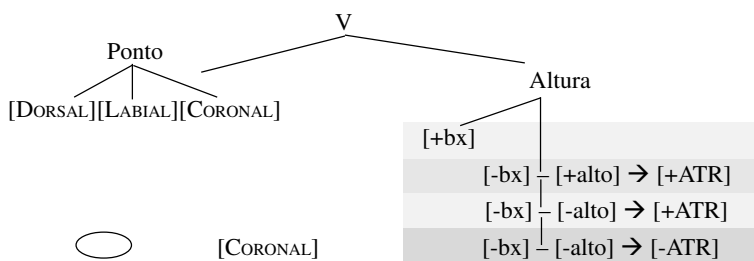 V
Ponto
Altura
[DORSAL][LABIAL][CORONAL]
[+bx]
[-bx] – [+alto] → [+ATR]
[-bx] – [-alto] → [+ATR]
[CORONAL] [-bx] – [-alto] → [-ATR]